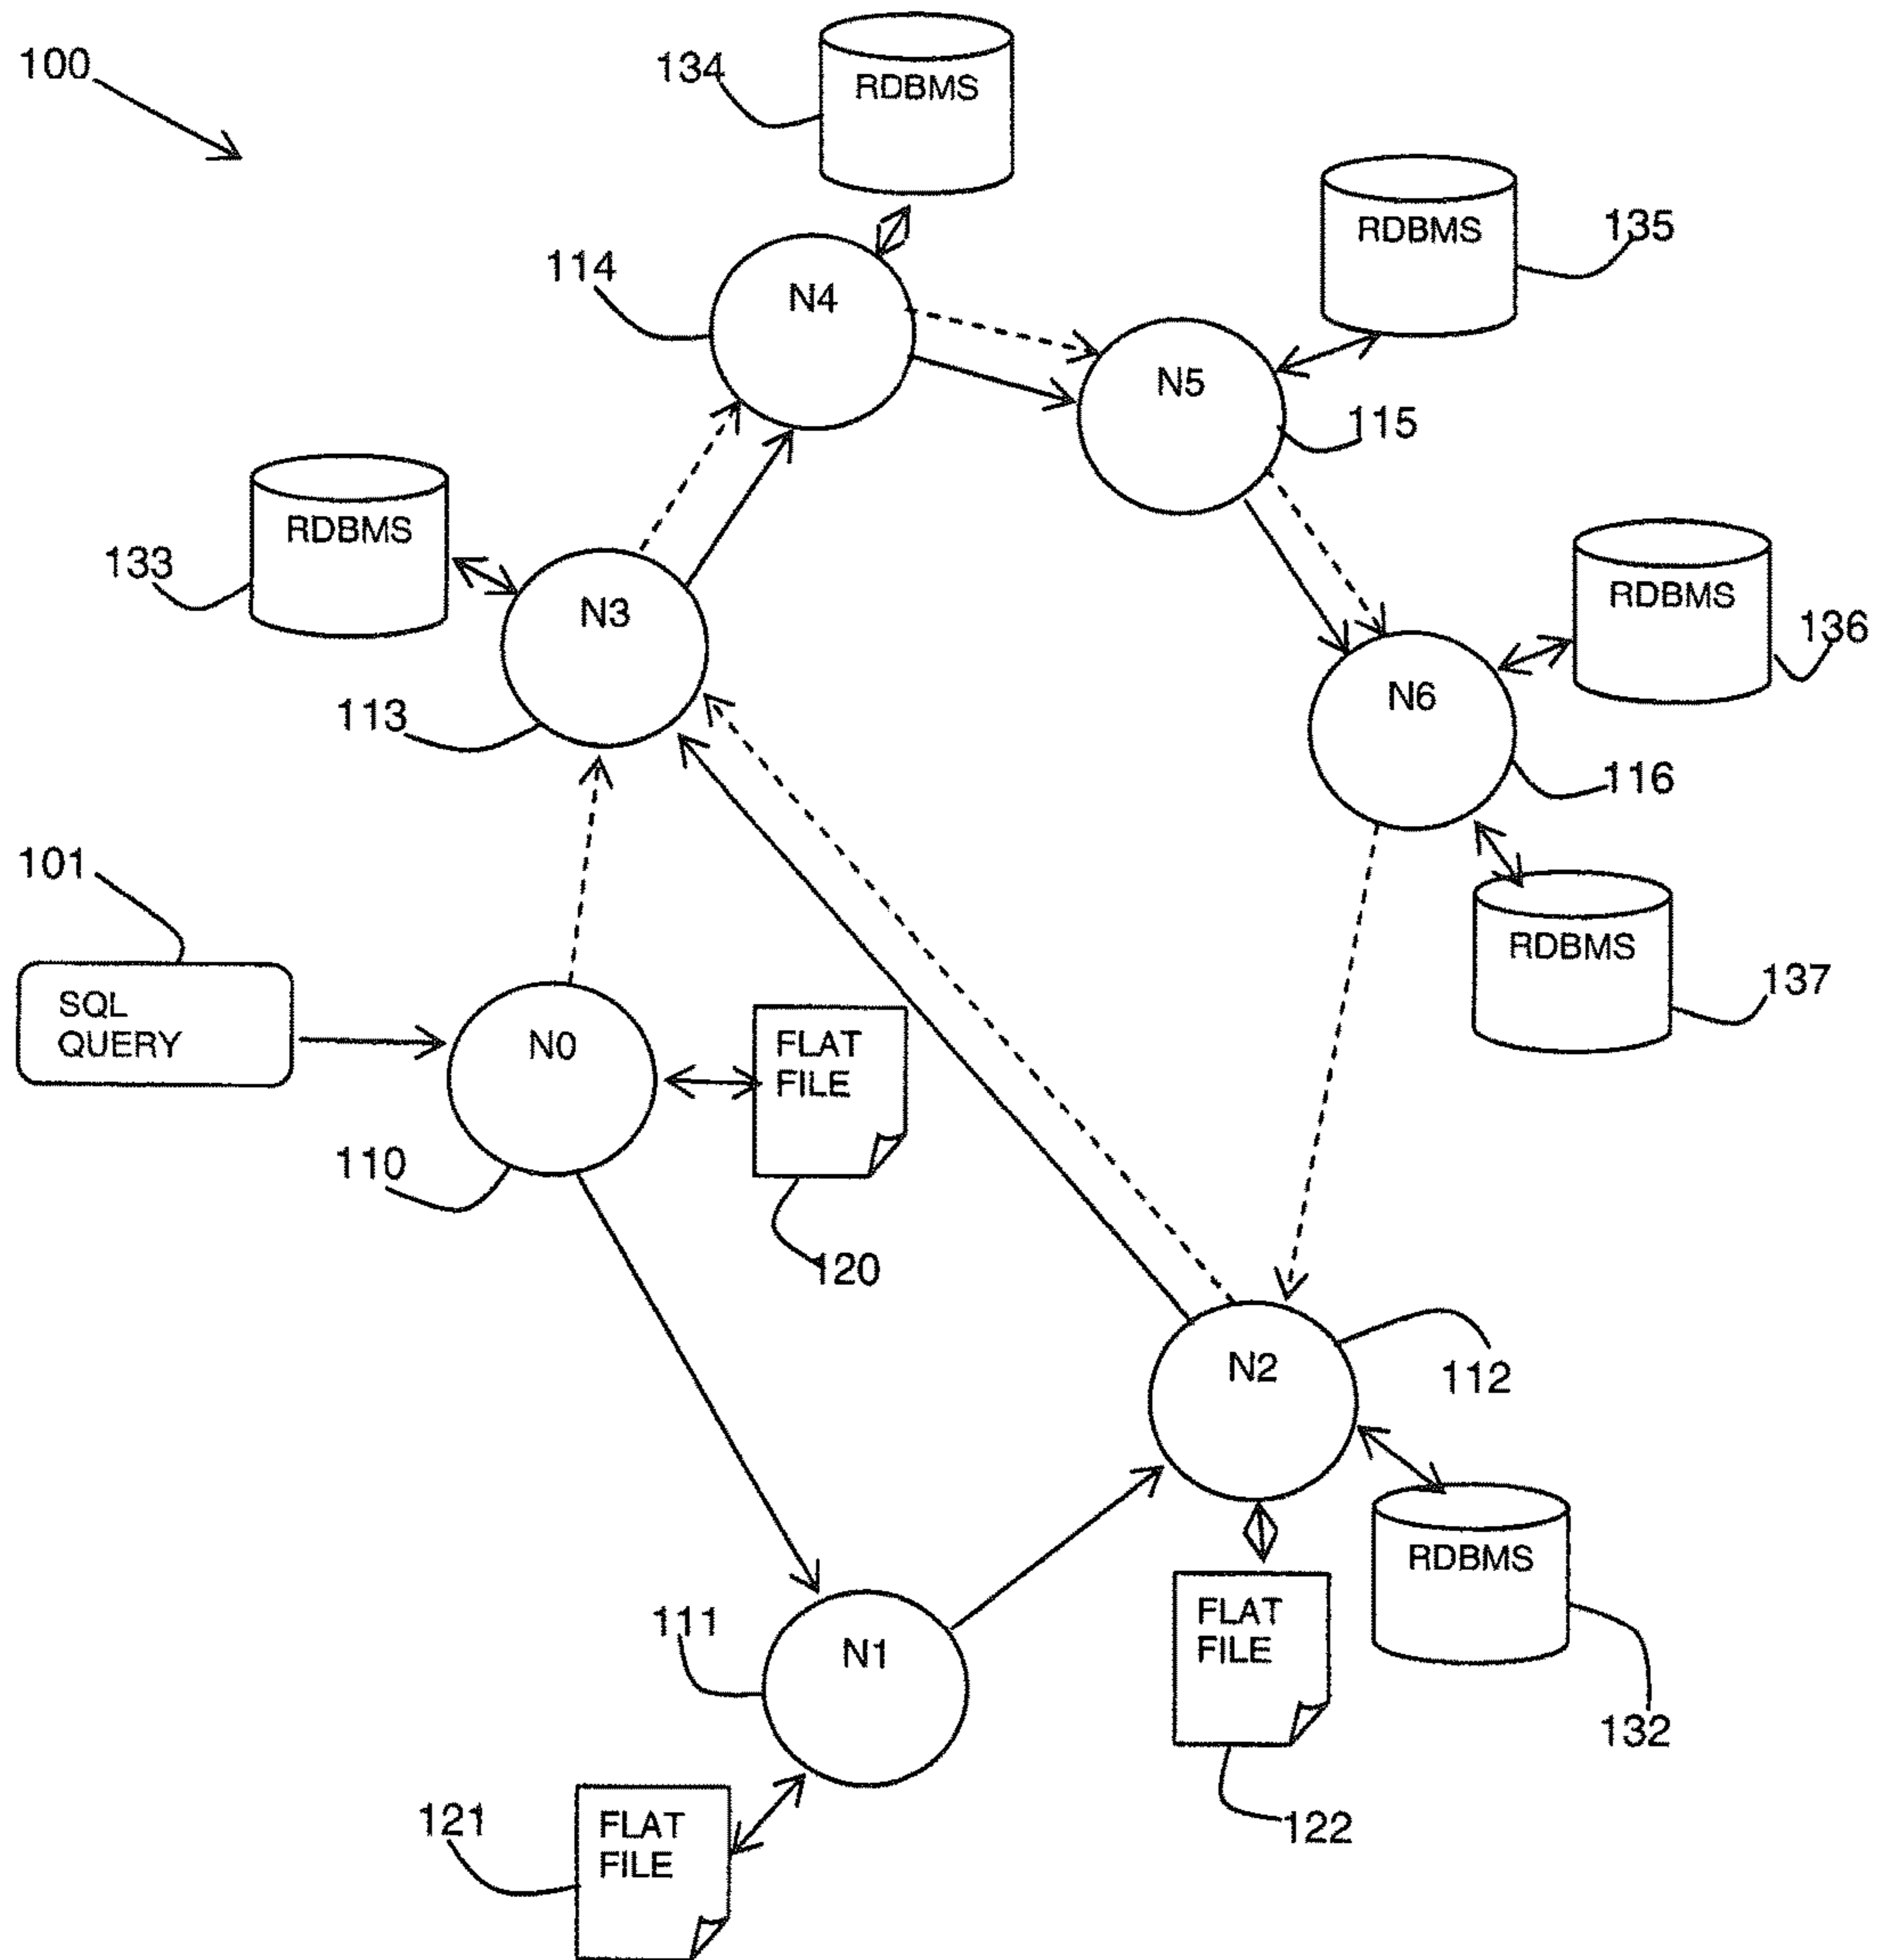 100
134
RDBMS
RDBMS
135
114
N4
N5
115
RDBMS
133
N3
RDBMS
136
113
N6
116
101
SQL
QUERY
N0
FLAT
FILE
RDBMS
137
110
120
N2
112
111
N1
FLAT
FILE
RDBMS
132
121
FLAT
FILE
122